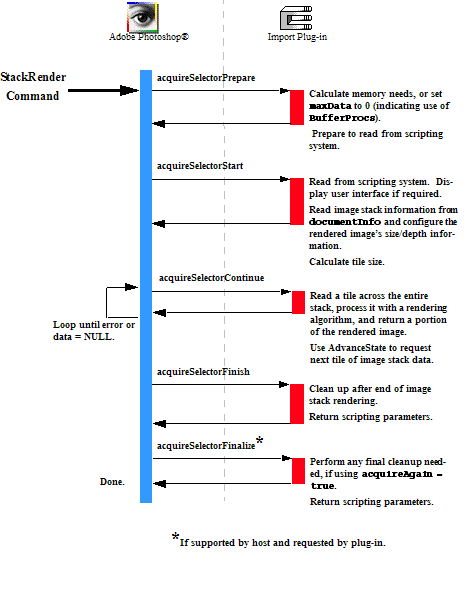 Adobe Photoshop®
Import Plug-in
StackRender
Command
acquireSelectorPrepare
Calculate memory needs, or set
maxData to 0 (indicating use of
BufferProcs).
Prepare to read from scripting
system.
acquireSelectorStart
Read from scripting system. Dis-
play user interface if required.
Read image stack information from
documentInfo and configure the
rendered image's size/depth infor-
mation.
Calculate tile size.
acquireSelectorContinue
Loop until error or
data = NULL.
Read a tile across the entire
stack, process it with a rendering
algorithm, and return a portion
of the rendered image.
Use AdvanceState to request
next tile of image stack data.
acquireSelectorFinish
Clean up after end of image
stack rendering.
Return scripting parameters.
acquireSelectorFinalize*
Done.
Perform any final cleanup need-
ed, if using acquireAgain =
true.
Return scripting parameters.
*If supported by host and requested by plug-in.